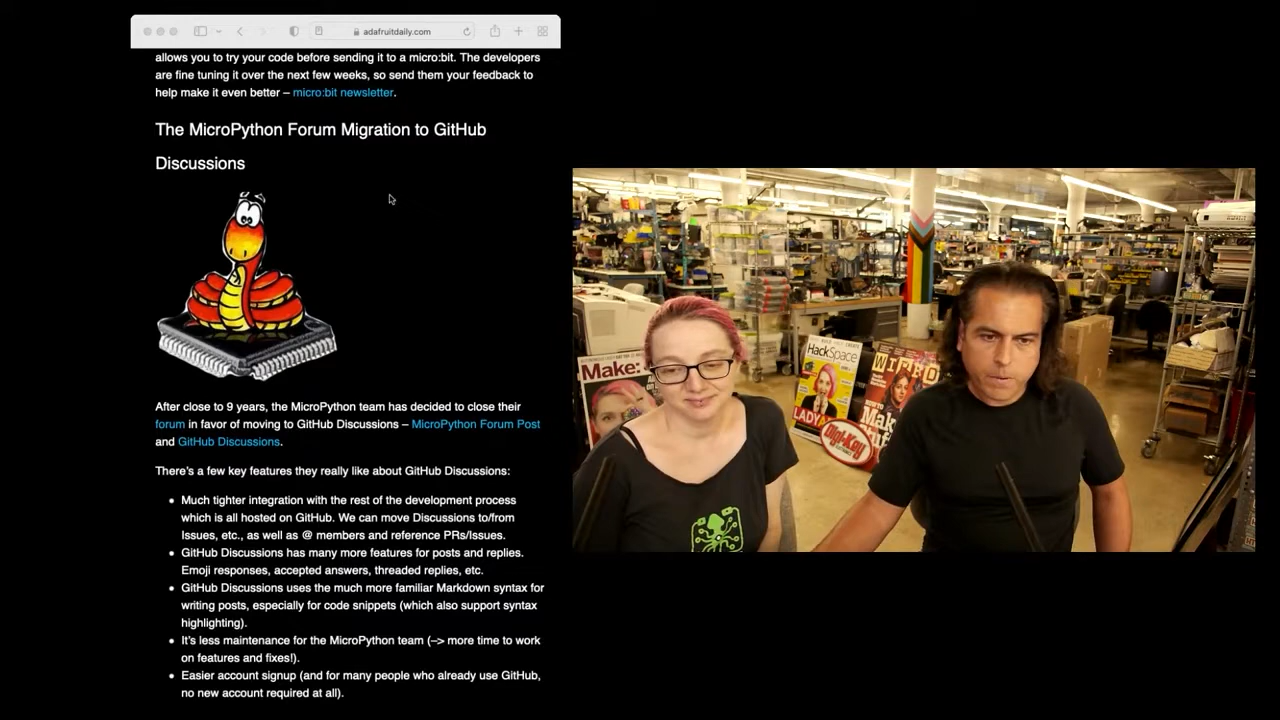 adafruitdaily.com
allows you to try your code before sending it to a micro:bit. The developers
are fine tuning it over the next few weeks, so send them your feedback to
help make it even better – micro:bit newsletter.
The MicroPython Forum Migration to GitHub
Discussions
After close to 9 years, the MicroPython team has decided to close their
forum in favor of moving to GitHub Discussions – MicroPython Forum Post
and GitHub Discussions.
There's a few key features they really like about GitHub Discussions:
• Much tighter integration with the rest of the development process
which is all hosted on GitHub. We can move Discussions to/from
Issues, etc., as well as @ members and reference PRs/Issues.
• GitHub Discussions has many more features for posts and replies.
Emoji responses, accepted answers, threaded replies, etc.
• GitHub Discussions uses the much more familiar Markdown syntax for
writing posts, especially for code snippets (which also support syntax
highlighting).
• It's less maintenance for the MicroPython team (–> more time to work
on features and fixes!).
• Easier account signup (and for many people who already use GitHub,
no new account required at all).
Make:
HackSpace
WIRED
LADYADA
Digi-Key